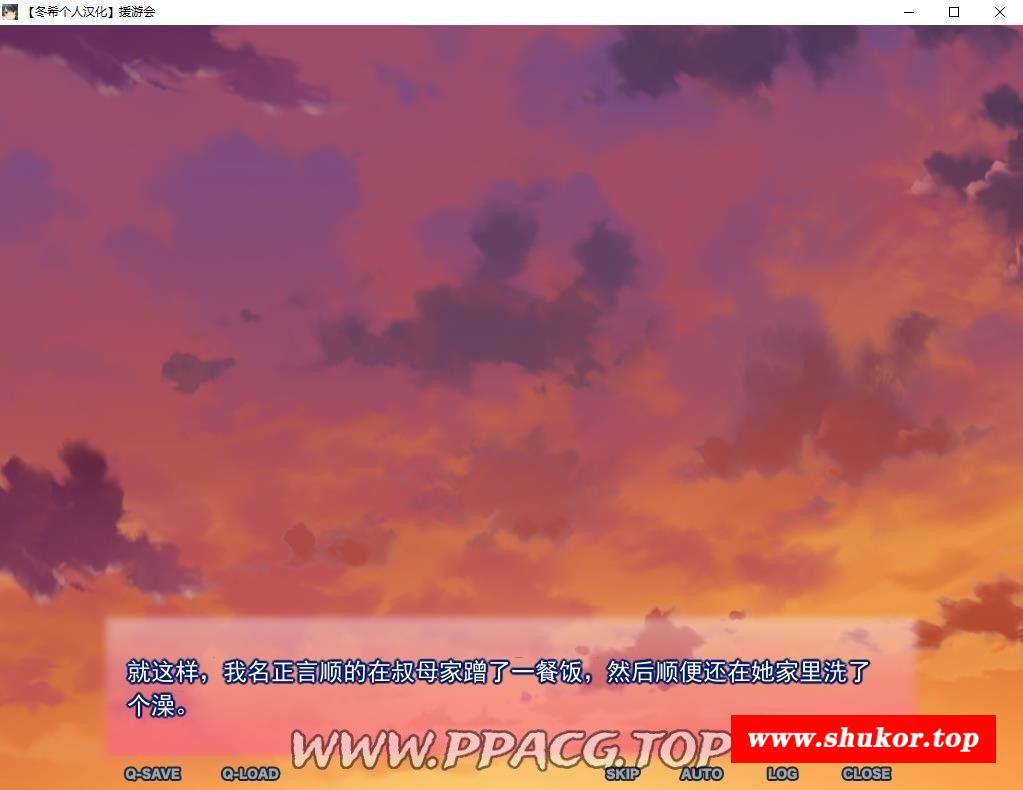 【冬希个人汉化】援游会
就这样，我名正言顺的在叔母家蹭了一餐饭，然后顺便还在她家里洗了
个澡。
WWW.PPACG.TOP
www.shukor.top
Q-SAVE Q-LOAD SKIP AUTO LOG CLOSE